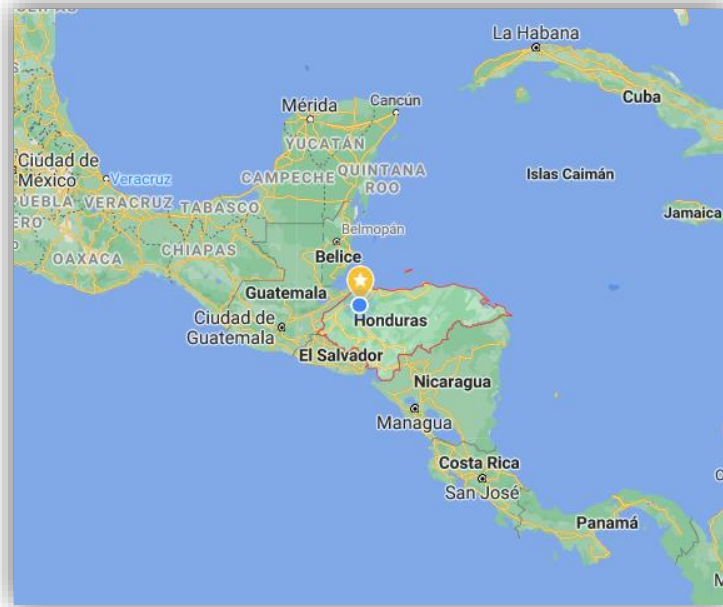 La Habana
Cuba
Mérida
Cancún
YUCATÁN
CAMPECHE
QUINTANA
ROO
Islas Caimán
Jamaica
Ciudad de
México
Veracruz
PUEBLA
VERACRUZ
TABASCO
OAXACA
CHIAPAS
Belmopán
Belice
Guatemala
Ciudad de
Guatemala
Honduras
El Salvador
Nicaragua
Managua
Costa Rica
San José
Panamá